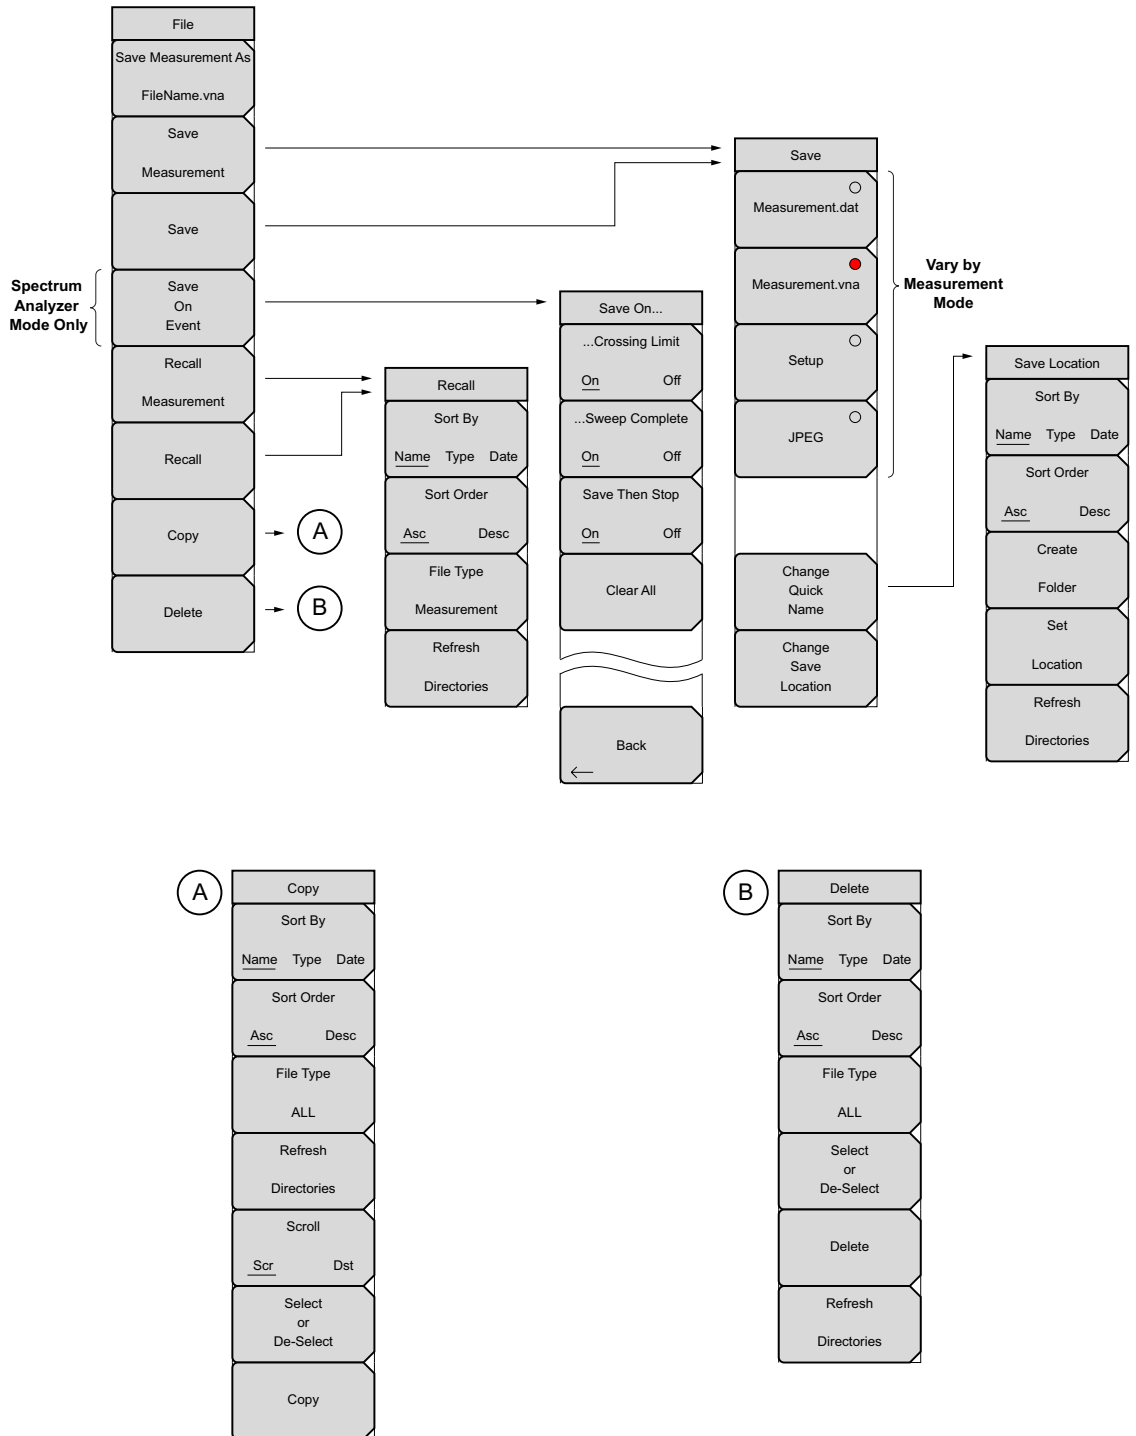 File
Save Measurement As
FileName.vna
Save
Measurement
Save
Spectrum
Analyzer
Mode Only
Save
On
Event
Recall
Measurement
Recall
Copy
A
Delete
B
Recall
Sort By
Name Type Date
Sort Order
Asc Desc
File Type
Measurement
Refresh
Directories
Save On...
...Crossing Limit
On Off
...Sweep Complete
On Off
Save Then Stop
On Off
Clear All
Back
Save
Measurement.dat
Measurement.vna
Setup
JPEG
Vary by
Measurement
Mode
Change
Quick
Name
Change
Save
Location
Save Location
Sort By
Name Type Date
Sort Order
Asc Desc
Create
Folder
Set
Location
Refresh
Directories
A
Copy
Sort By
Name Type Date
Sort Order
Asc Desc
File Type
ALL
Refresh
Directories
Scroll
Scr Dst
Select
or
De-Select
Copy
B
Delete
Sort By
Name Type Date
Sort Order
Asc Desc
File Type
ALL
Select
or
De-Select
Delete
Refresh
Directories